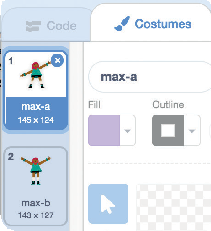 Code
Costumes
1
max-a
145 x 124
2
max-b
143 x 127
max-a
Fill
Outline